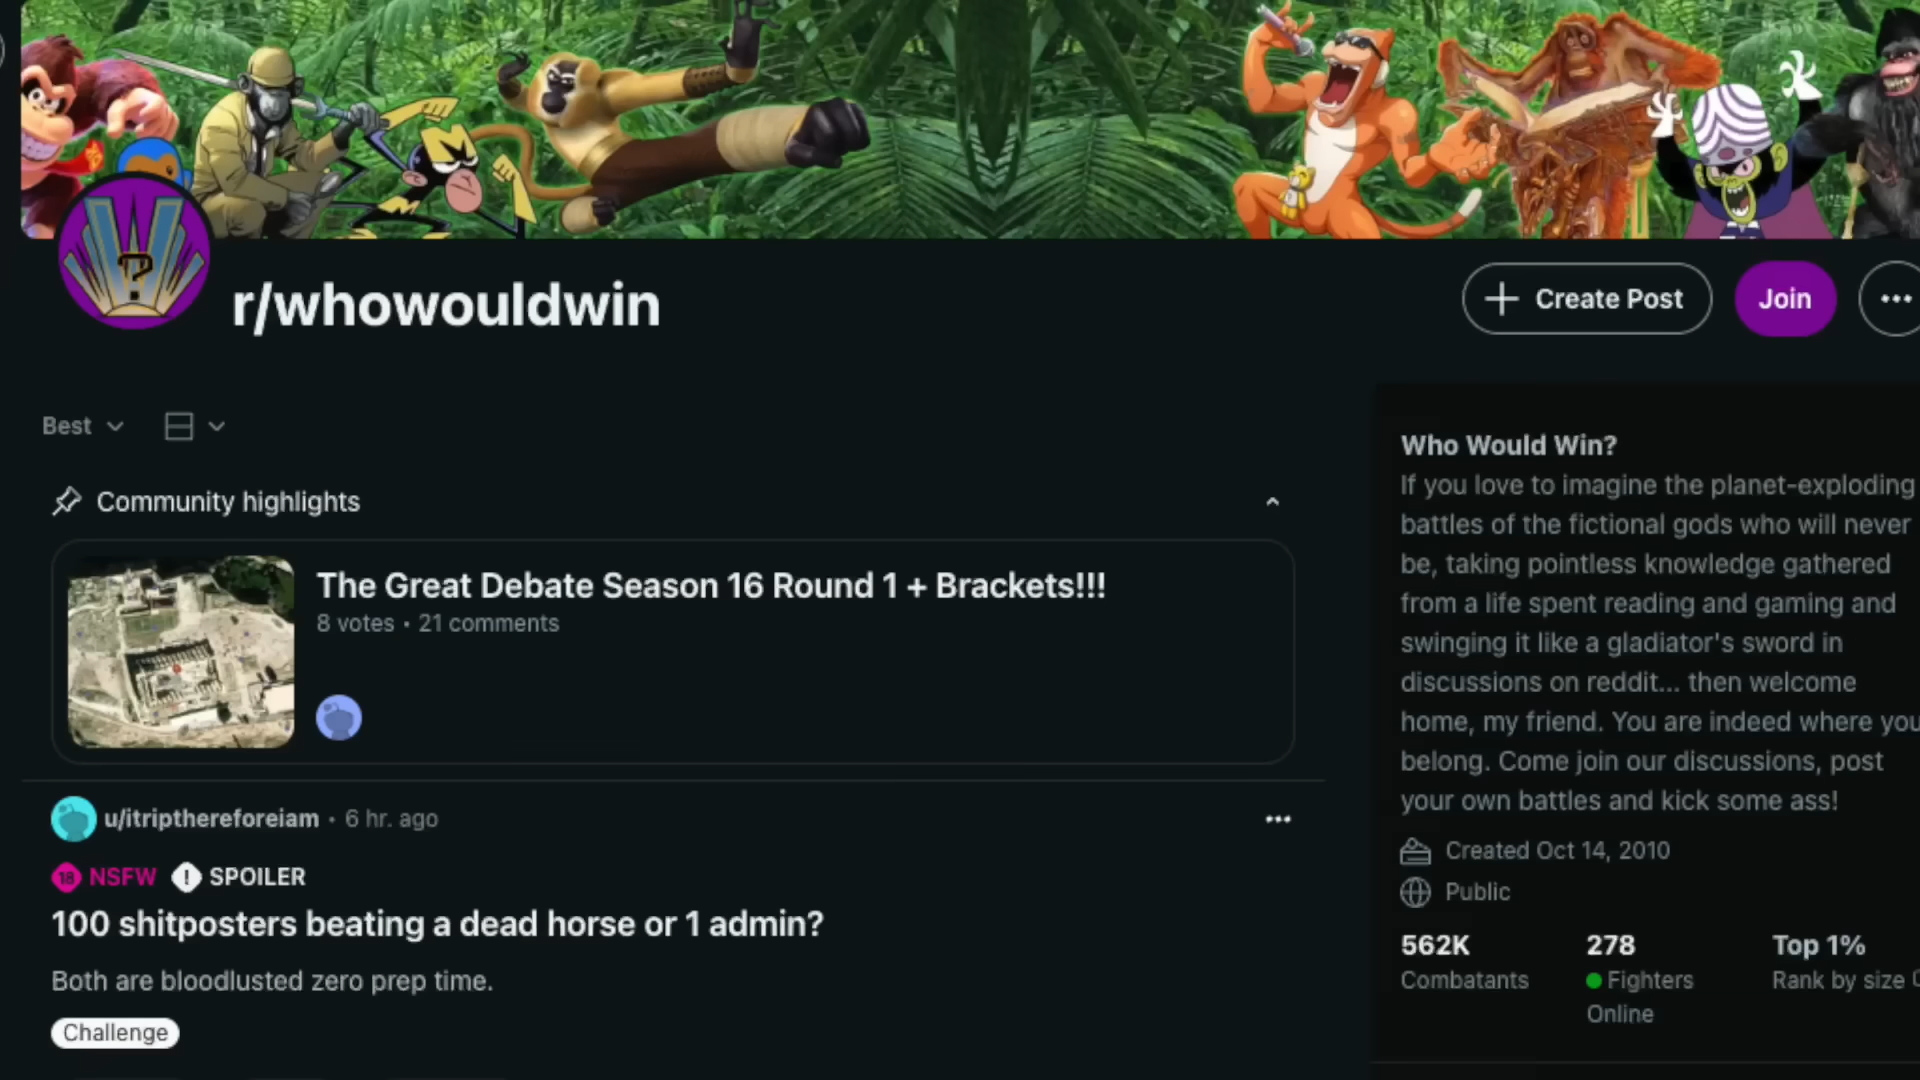 r/whowouldwin
Create Post
Join
Best
Community highlights
The Great Debate Season 16 Round 1 + Brackets!!!
8 votes • 21 comments
u/itripthereforeiam • 6 hr. ago
18 NSFW ! SPOILER
100 shitposters beating a dead horse or 1 admin?
Both are bloodlusted zero prep time.
Challenge
Who Would Win?
If you love to imagine the planet-exploding
battles of the fictional gods who will never
be, taking pointless knowledge gathered
from a life spent reading and gaming and
swinging it like a gladiator's sword in
discussions on reddit... then welcome
home, my friend. You are indeed where you
belong. Come join our discussions, post
your own battles and kick some ass!
Created Oct 14, 2010
Public
562K
Combatants
278
Fighters
Online
Top 1%
Rank by size